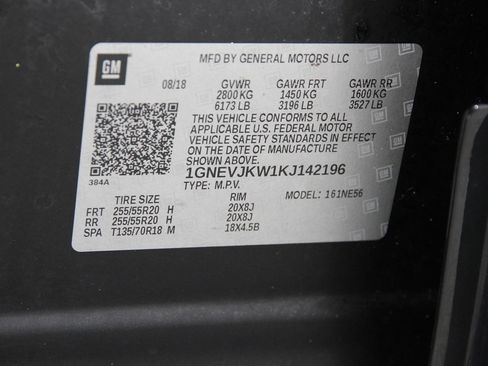 GM
MFD BY GENERAL MOTORS LLC
08/18 GVWR GAWR FRT GAWR RR
2800 KG 1450 KG 1600 KG
6173 LB 3196 LB 3527 LB
THIS VEHICLE CONFORMS TO ALL
APPLICABLE U.S. FEDERAL MOTOR
VEHICLE SAFETY STANDARDS IN EFFECT
ON THE DATE OF MANUFACTURE
SHOWN ABOVE.
384A
1GNEVJKW1KJ142196
TYPE: M.P.V. MODEL: 161NE56
TIRE SIZE RIM
FRT 255/55R20 H 20X8J
RR 255/55R20 H 20X8J
SPA T135/70R18 M 18X4.5B